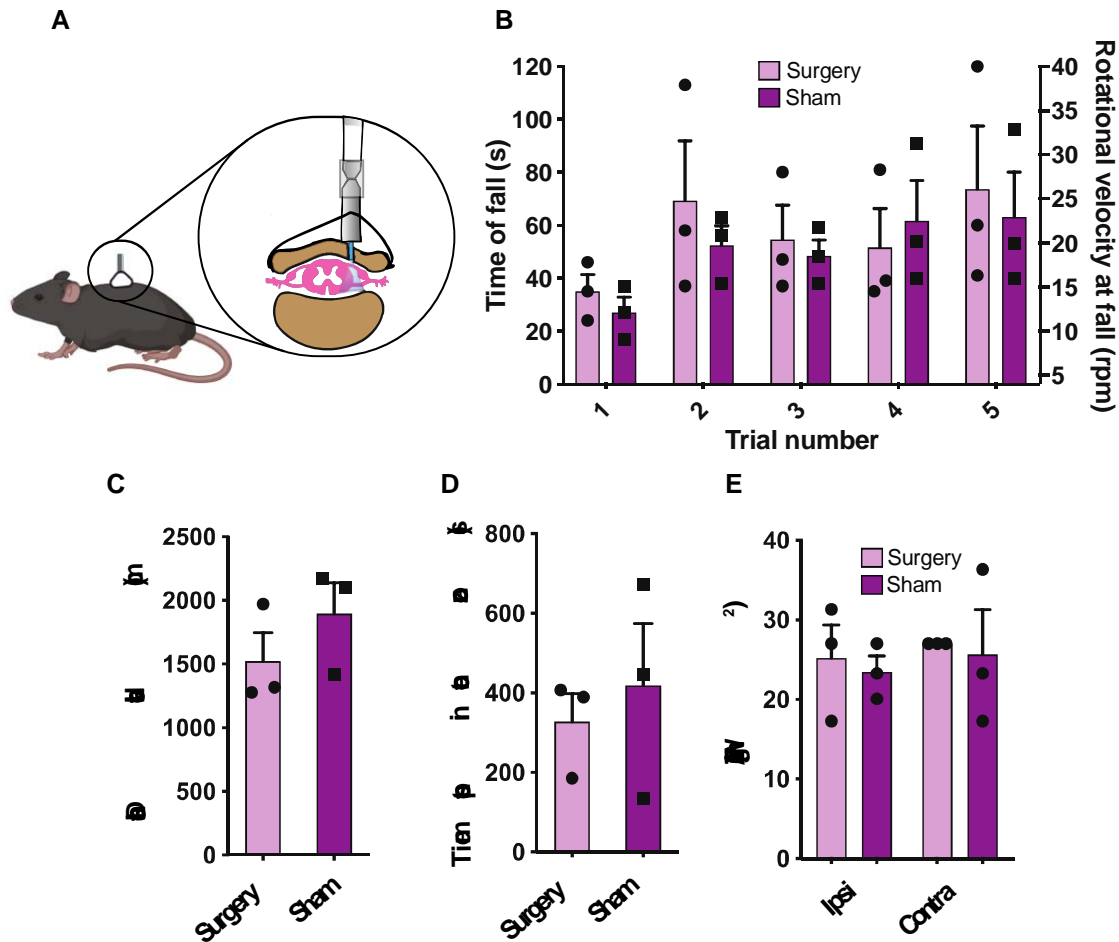 A
B
Surgery
Sham
Time of fall (s)
120
100
80
60
40
20
0
Rotational velocity at fall (rpm)
40
35
30
25
20
15
10
5
1
2
3
4
5
Trial number
C
2500
2000
1500
1000
500
0
Surgery
Sham
D
800
600
400
200
0
Surgery
Sham
E
Surgery
Sham
40
30
20
10
0
Ipsi
Contra